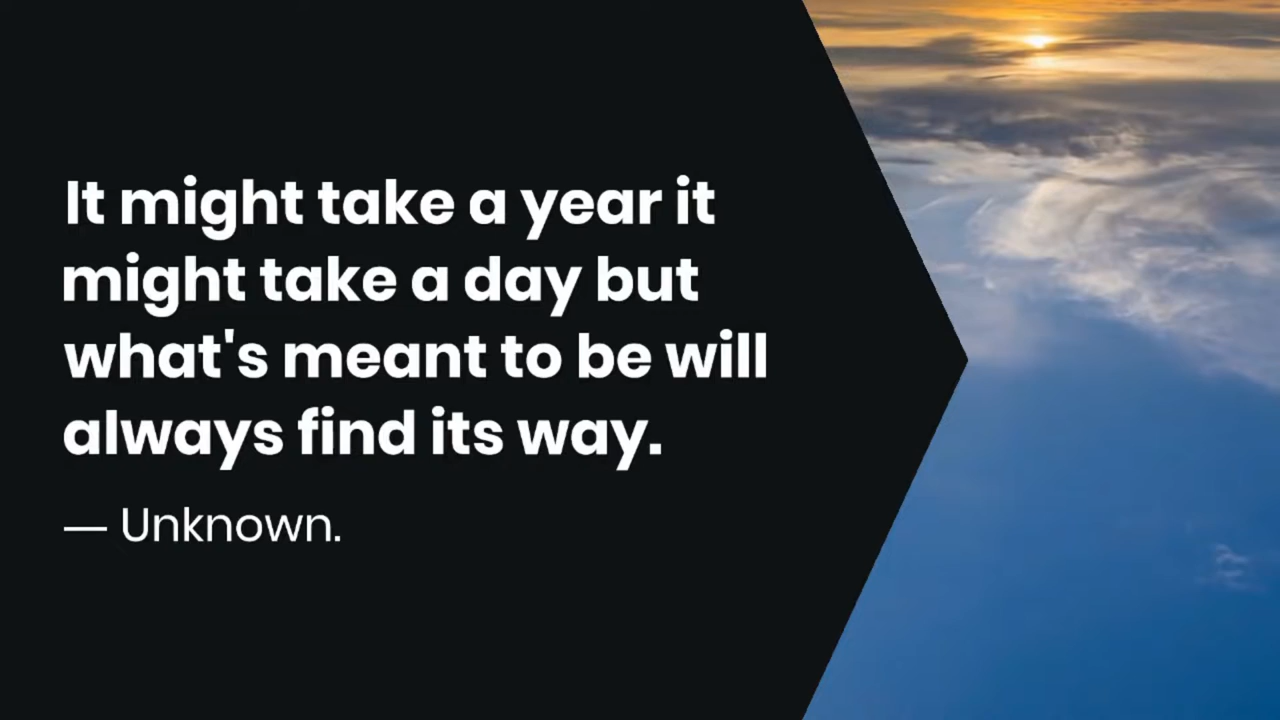 It might take a year it
might take a day but
what's meant to be will
always find its way.
— Unknown.